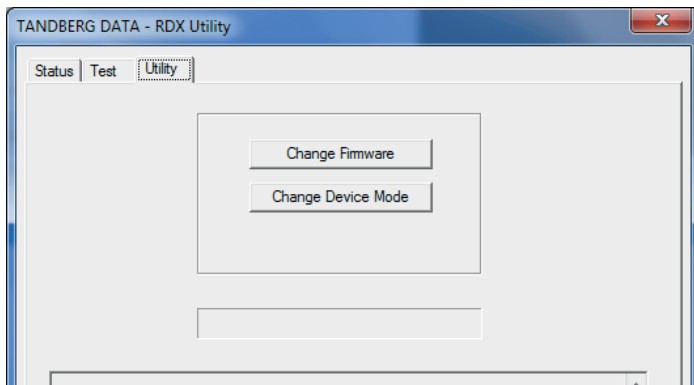 TANDBERG DATA - RDX Utility
Status Test Utility
Change Firmware
Change Device Mode